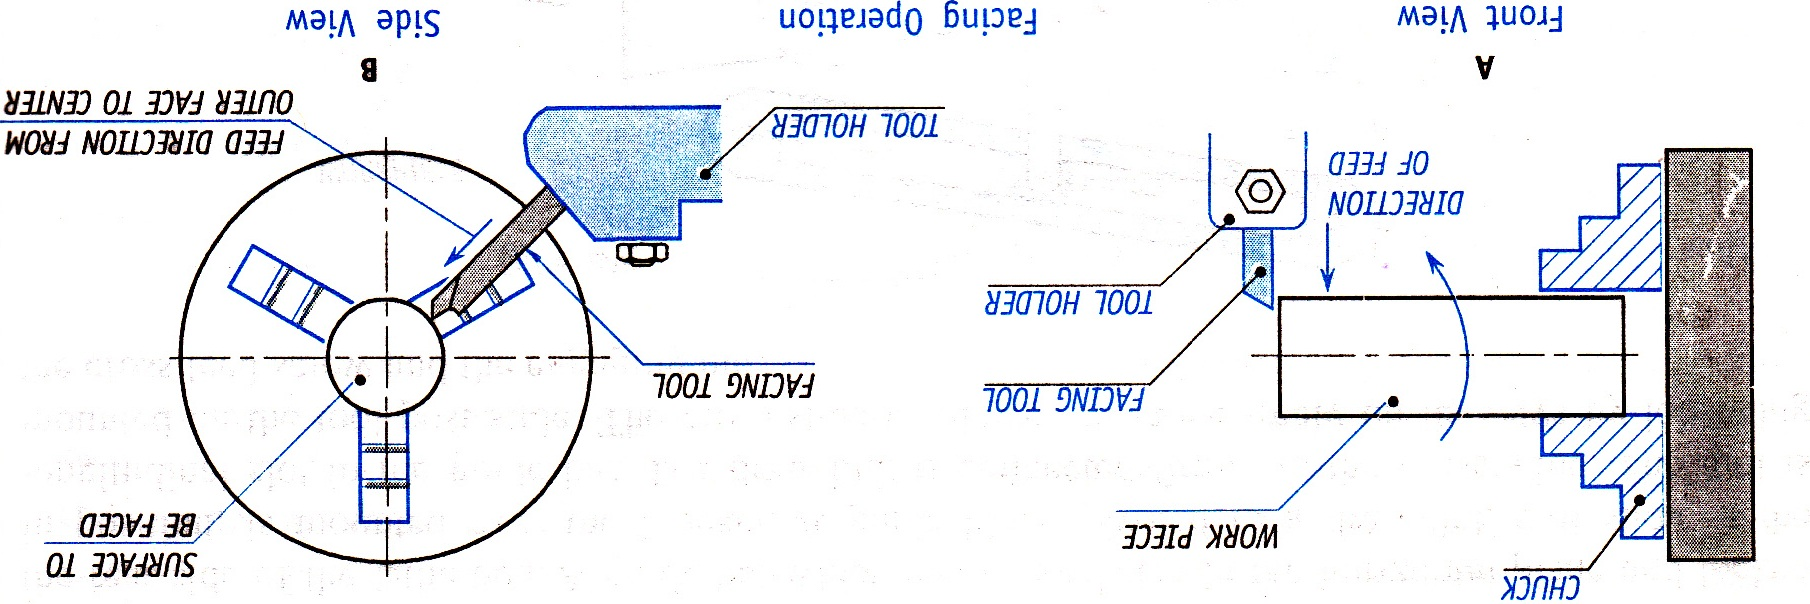 CHUCK
WORK PIECE
FACING TOOL
TOOL HOLDER
DIRECTION
OF FEED
A
Front View
SURFACE TO
BE FACED
FACING TOOL
TOOL HOLDER
FEED DIRECTION FROM
OUTER FACE TO CENTER
B
Side View
Facing Operation